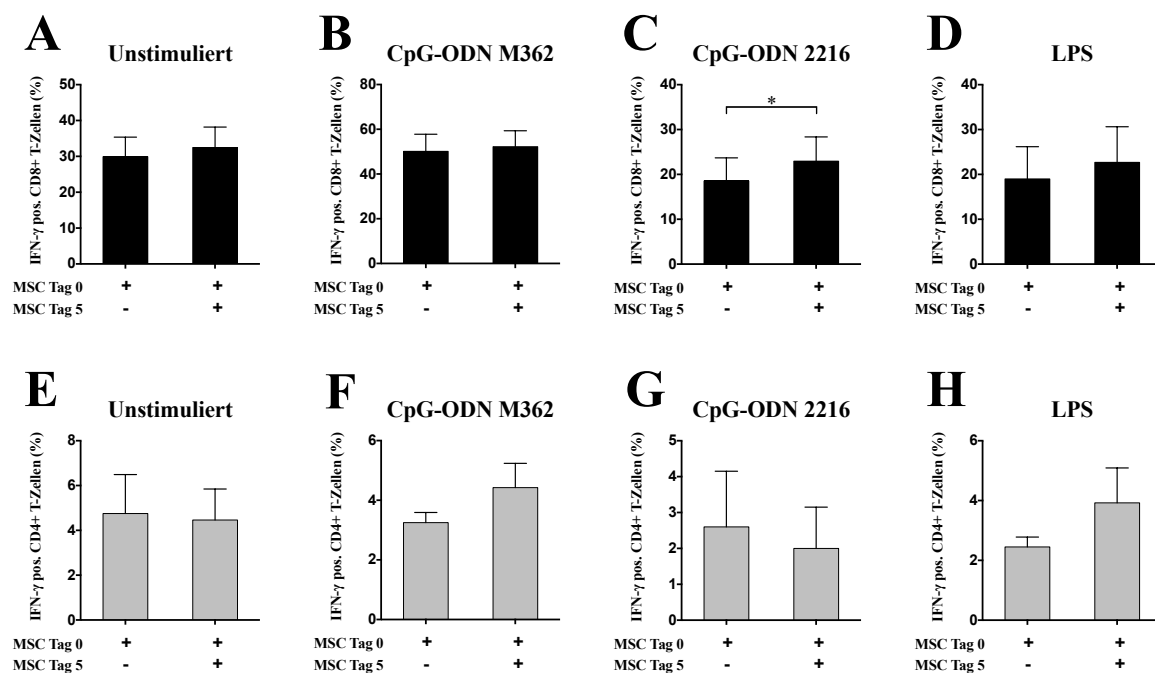 A
Unstimuliert
IFN-γ pos. CD8+ T-Zellen (%)
50
40
30
20
10
0
MSC Tag 0 + +
MSC Tag 5 - +
B
CpG-ODN M362
IFN-γ pos. CD8+ T-Zellen (%)
80
60
40
20
0
MSC Tag 0 + +
MSC Tag 5 - +
C
CpG-ODN 2216
IFN-γ pos. CD8+ T-Zellen (%)
40
30
20
10
0
*
MSC Tag 0 + +
MSC Tag 5 - +
D
LPS
IFN-γ pos. CD8+ T-Zellen (%)
40
30
20
10
0
MSC Tag 0 + +
MSC Tag 5 - +
E
Unstimuliert
IFN-γ pos. CD4+ T-Zellen (%)
8
6
4
2
0
MSC Tag 0 + +
MSC Tag 5 - +
F
CpG-ODN M362
IFN-γ pos. CD4+ T-Zellen (%)
6
4
2
0
MSC Tag 0 + +
MSC Tag 5 - +
G
CpG-ODN 2216
IFN-γ pos. CD4+ T-Zellen (%)
5
4
3
2
1
0
MSC Tag 0 + +
MSC Tag 5 - +
H
LPS
IFN-γ pos. CD4+ T-Zellen (%)
6
4
2
0
MSC Tag 0 + +
MSC Tag 5 - +